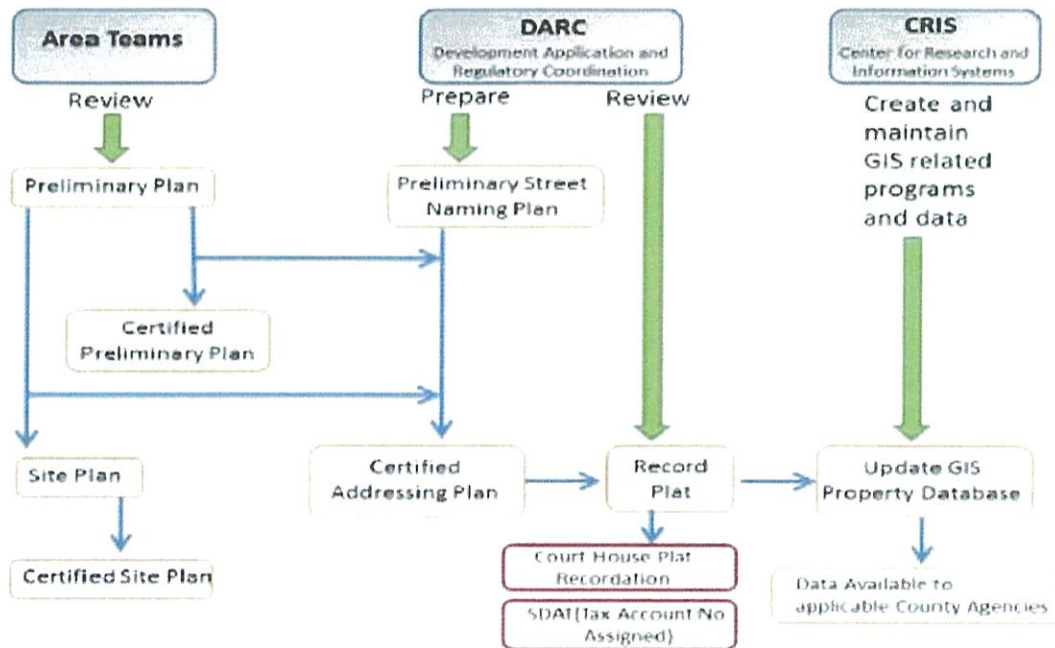 Area Teams
Review
Preliminary Plan
Certified
Preliminary Plan
Site Plan
Certified Site Plan
DARC
Development Application and
Regulatory Coordination
Prepare
Review
Preliminary Street
Naming Plan
Certified
Addressing Plan
Record
Plat
Court House Plat
Recordation
SDAT(Tax Account No
Assigned)
CRIS
Center for Research and
Information Systems
Create and
maintain
GIS related
programs
and data
Update GIS
Property Database
Data Available to
applicable County Agencies